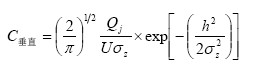 C垂直 = (2/π)^{1/2} Q_j/(Uσ_z) × exp[−(h²/2σ_z²)]